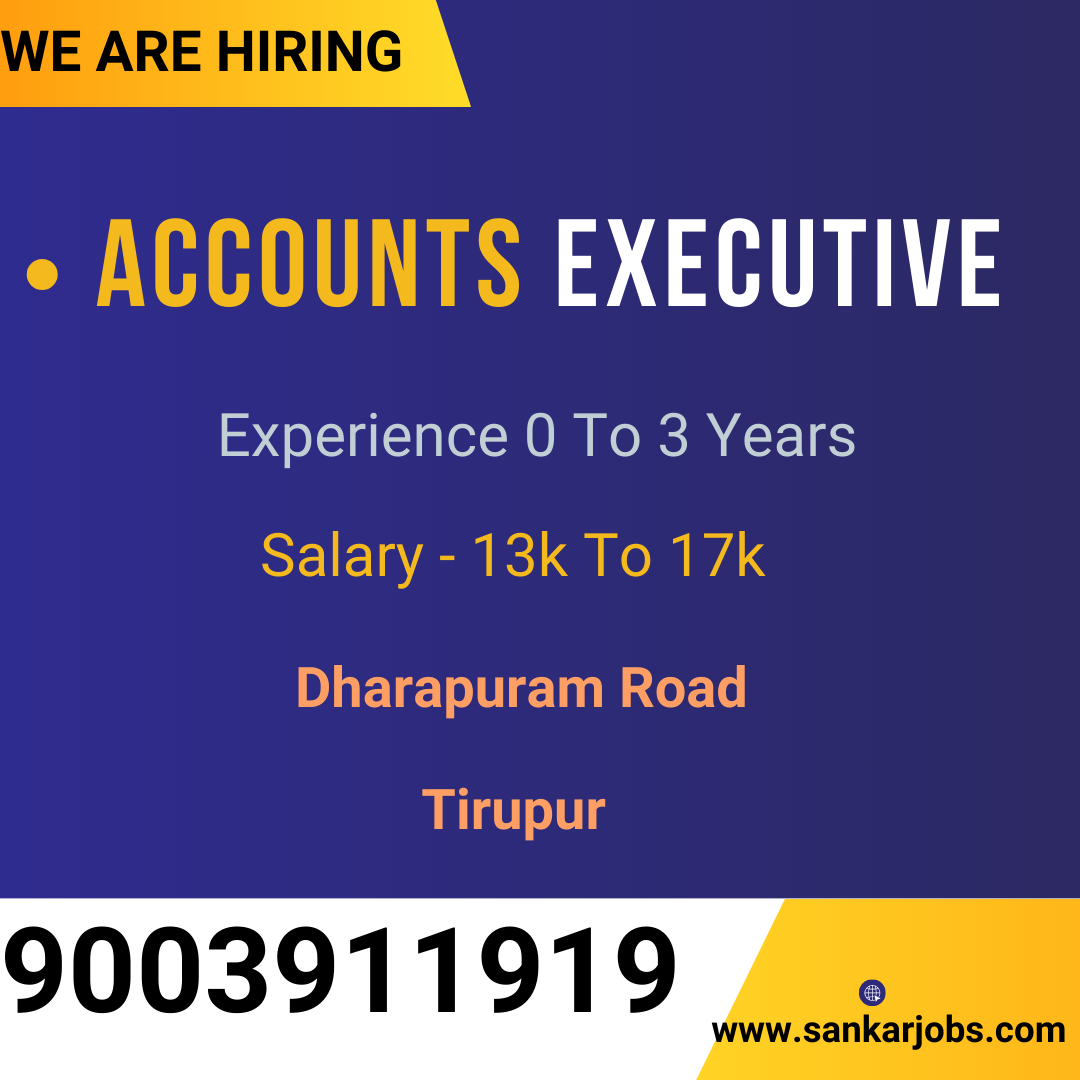 WE ARE HIRING
• ACCOUNTS EXECUTIVE
Experience 0 To 3 Years
Salary - 13k To 17k
Dharapuram Road
Tirupur
9003911919
www.sankarjobs.com